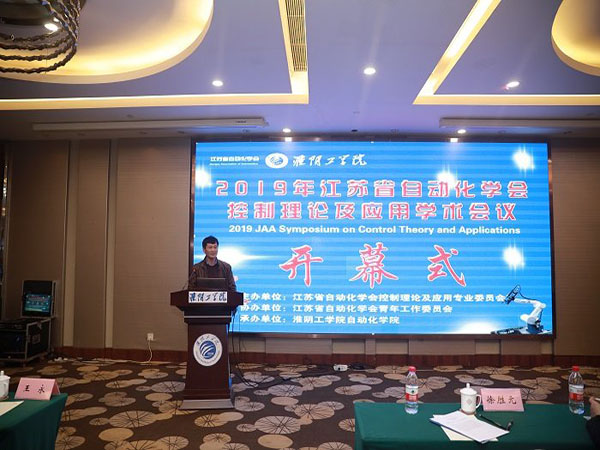 江苏省自动化学会
淮阴工学院
2019年江苏省自动化学会
控制理论及应用学术会议
2019 JAA Symposium on Control Theory and Applications
开幕式
主办单位：江苏省自动化学会控制理论及应用专业委员会
协办单位：江苏省自动化学会青年工作委员会
承办单位：淮阴工学院自动化学院
淮阴工学院
王永
徐胜元